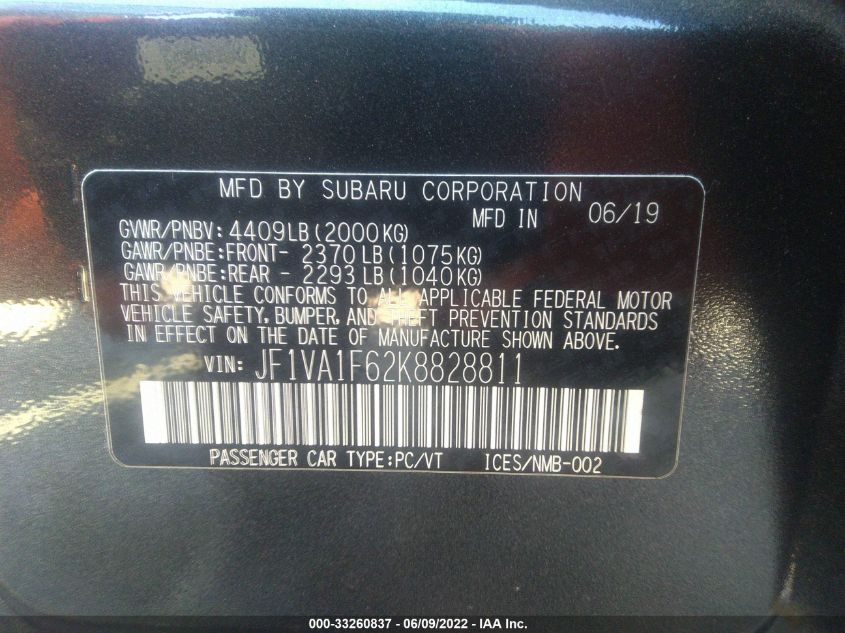 MFD BY SUBARU CORPORATION
MFD IN 06/19
GVWR/PNBV: 4409LB(2000KG)
GAWR/PNBE:FRONT- 2370LB(1075KG)
GAWR/PNBE:REAR - 2293LB(1040KG)
THIS VEHICLE CONFORMS TO ALL APPLICABLE FEDERAL MOTOR
VEHICLE SAFETY, BUMPER, AND THEFT PREVENTION STANDARDS
IN EFFECT ON THE DATE OF MANUFACTURE SHOWN ABOVE.
VIN: JF1VA1F62K8828811
PASSENGER CAR TYPE:PC/VT ICES/NMB-002
000-33260837 - 06/09/2022 - IAA Inc.